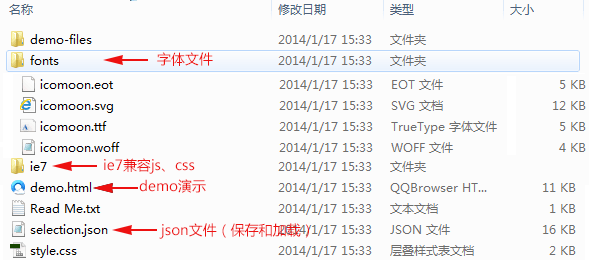 修改日期 类型 大小
demo-files 2014/1/17 15:33 文件夹
fonts 字体文件 2014/1/17 15:33 文件夹
icomoon.eot 2014/1/17 15:33 EOT 文件 5 KB
icomoon.svg 2014/1/17 15:33 SVG 文档 12 KB
icomoon.ttf 2014/1/17 15:33 TrueType 字体文件 5 KB
icomoon.woff 2014/1/17 15:33 WOFF 文件 4 KB
ie7 ie7兼容js、css 2014/1/17 15:33 文件夹
demo.html demo演示 2014/1/17 15:33 QQBrowser HT... 11 KB
Read Me.txt 2014/1/17 15:33 文本文档 1 KB
selection.json json文件（保存和加载） 2014/1/17 15:33 JSON 文件 16 KB
style.css 2014/1/17 15:33 层叠样式表文档 2 KB